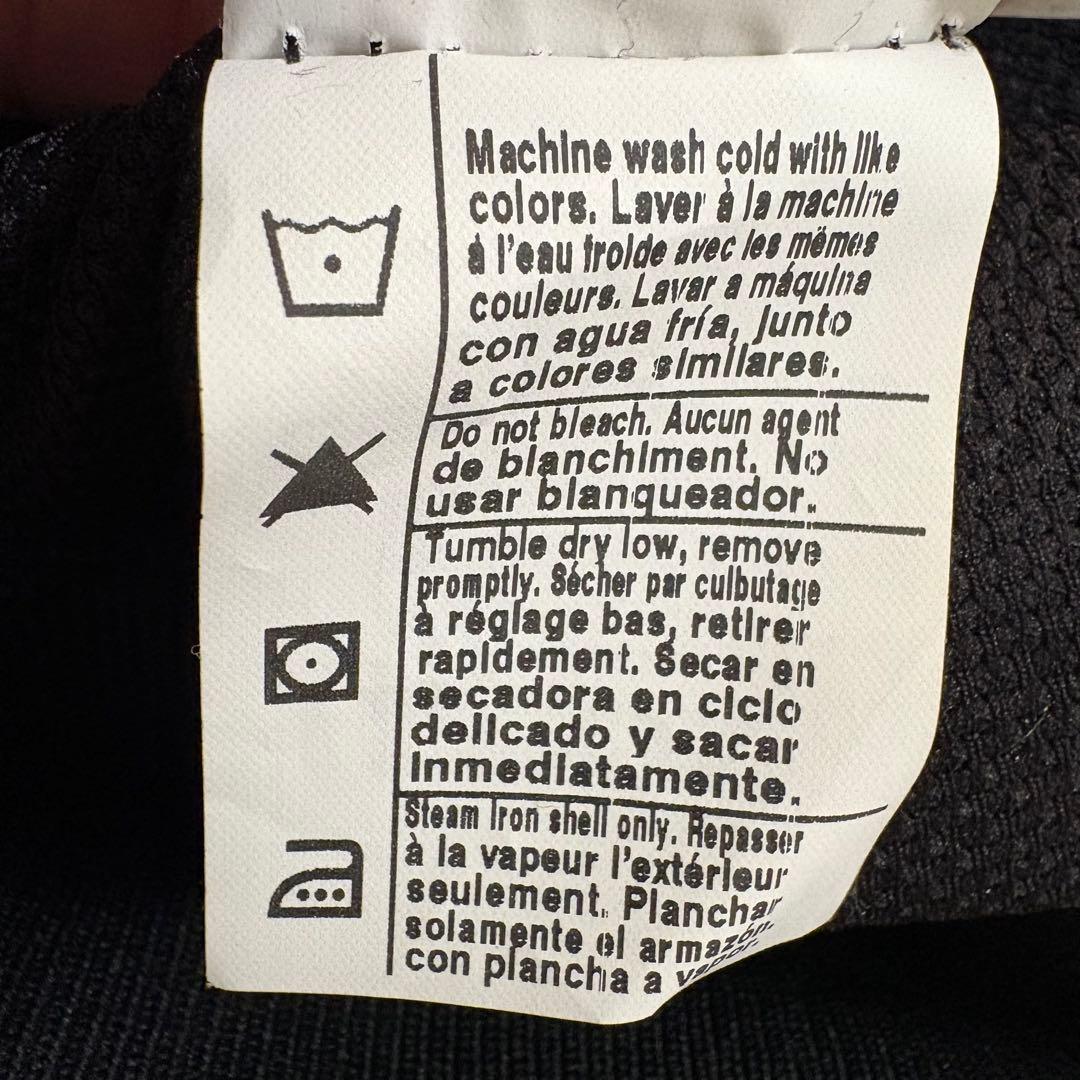 Machine wash cold with like
colors. Laver à la machine
à l'eau froide avec les mêmes
couleurs. Lavar a máquina
con agua fría, junto
a colores similares.
Do not bleach. Aucun agent
de blanchiment. No
usar blanqueador.
Tumble dry low, remove
promptly. Sécher par culbutage
à réglage bas, retirer
rapidement. Secar en
secadora en ciclo
delicado y sacar
inmediatamente.
Steam iron shell only. Repasser
à la vapeur l'extérieur
seulement. Planchar
solamente el armazón.
con plancha a vapor.